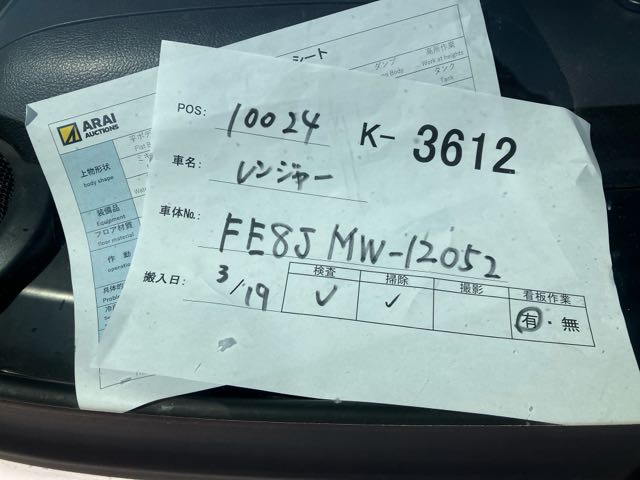 シート
ダンプ
高所作業
Work at heights
Body
タンク
Tank
ARAI
AUCTIONS
上物形状
body shape
装備品
Equipment
フロア材質
floor material
作動
POS: 10024 K- 3612
車名: レンジャー
車体No.: FE8J MW-12052
搬入日: 3/19
検査 掃除 撮影 看板作業
✓ ✓ 有・無